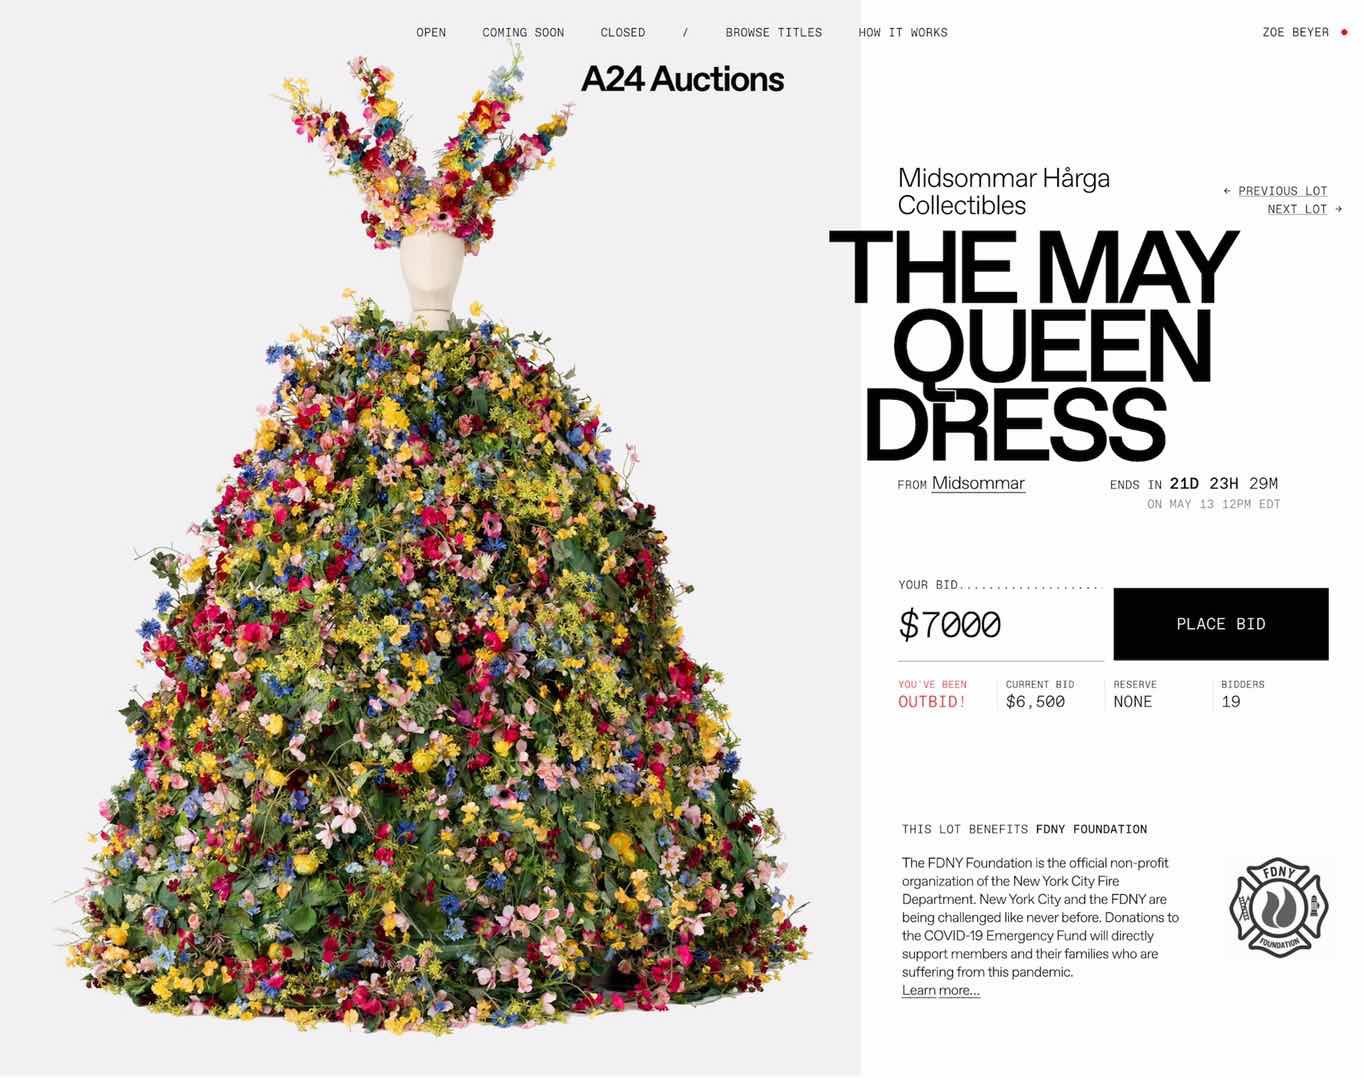 OPEN COMING SOON CLOSED / BROWSE TITLES HOW IT WORKS ZOE BEYER
A24 Auctions
Midsommar Hårga
Collectibles
← PREVIOUS LOT
NEXT LOT →
THE MAY
QUEEN
DRESS
FROM Midsommar
ENDS IN 21D 23H 29M
ON MAY 13 12PM EDT
YOUR BID...................
$7000
PLACE BID
YOU'VE BEEN
OUTBID!
CURRENT BID
$6,500
RESERVE
NONE
BIDDERS
19
THIS LOT BENEFITS FDNY FOUNDATION
The FDNY Foundation is the official non-profit
organization of the New York City Fire
Department. New York City and the FDNY are
being challenged like never before. Donations to
the COVID-19 Emergency Fund will directly
support members and their families who are
suffering from this pandemic.
Learn more...
FDNY
FOUNDATION